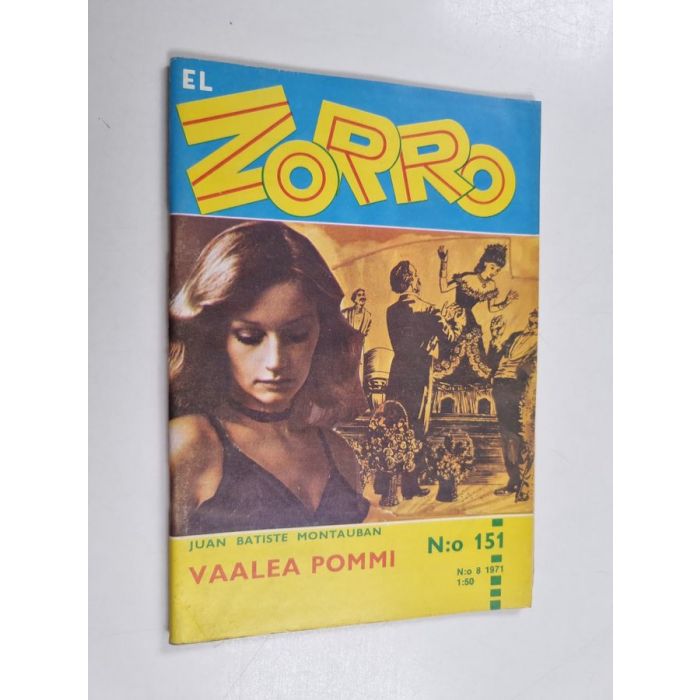 EL
ZORRO
JUAN BATISTE MONTAUBAN
VAALEA POMMI
N:o 151
N:o 8 1971
1:50